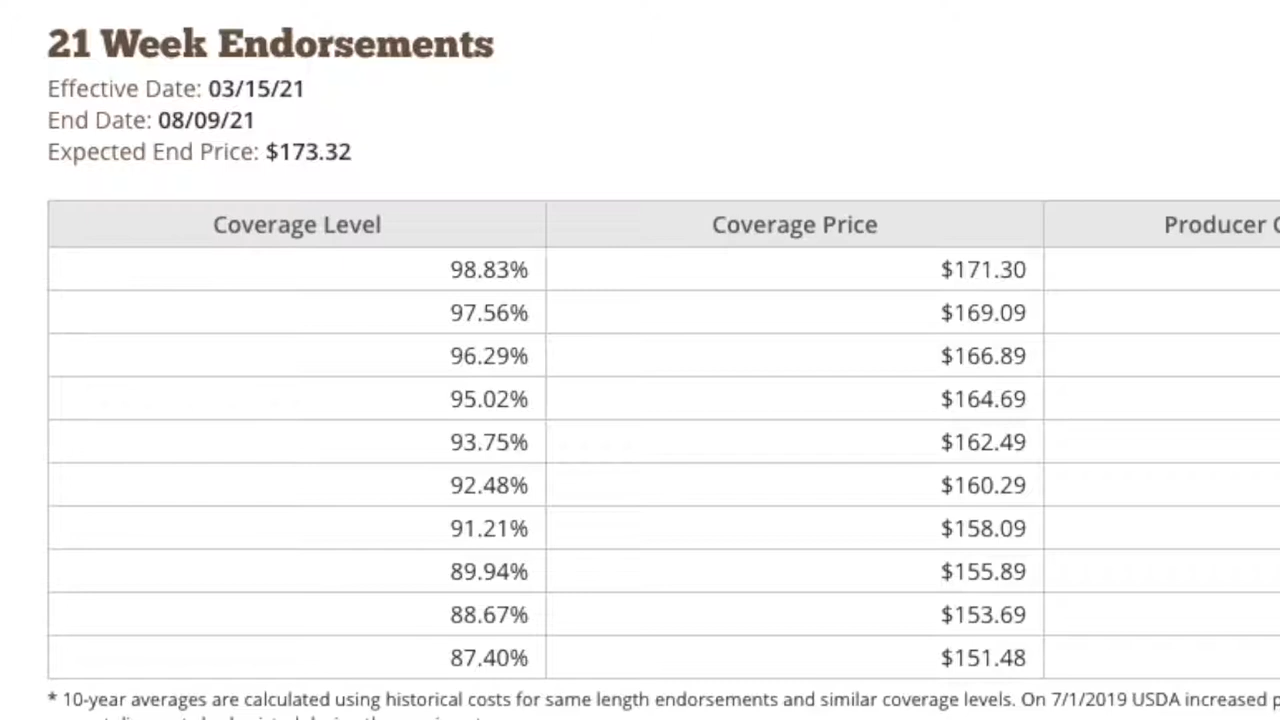 21 Week Endorsements
Effective Date: 03/15/21
End Date: 08/09/21
Expected End Price: $173.32
Coverage Level Coverage Price Producer
98.83% $171.30
97.56% $169.09
96.29% $166.89
95.02% $164.69
93.75% $162.49
92.48% $160.29
91.21% $158.09
89.94% $155.89
88.67% $153.69
87.40% $151.48
* 10-year averages are calculated using historical costs for same length endorsements and similar coverage levels. On 7/1/2019 USDA increased